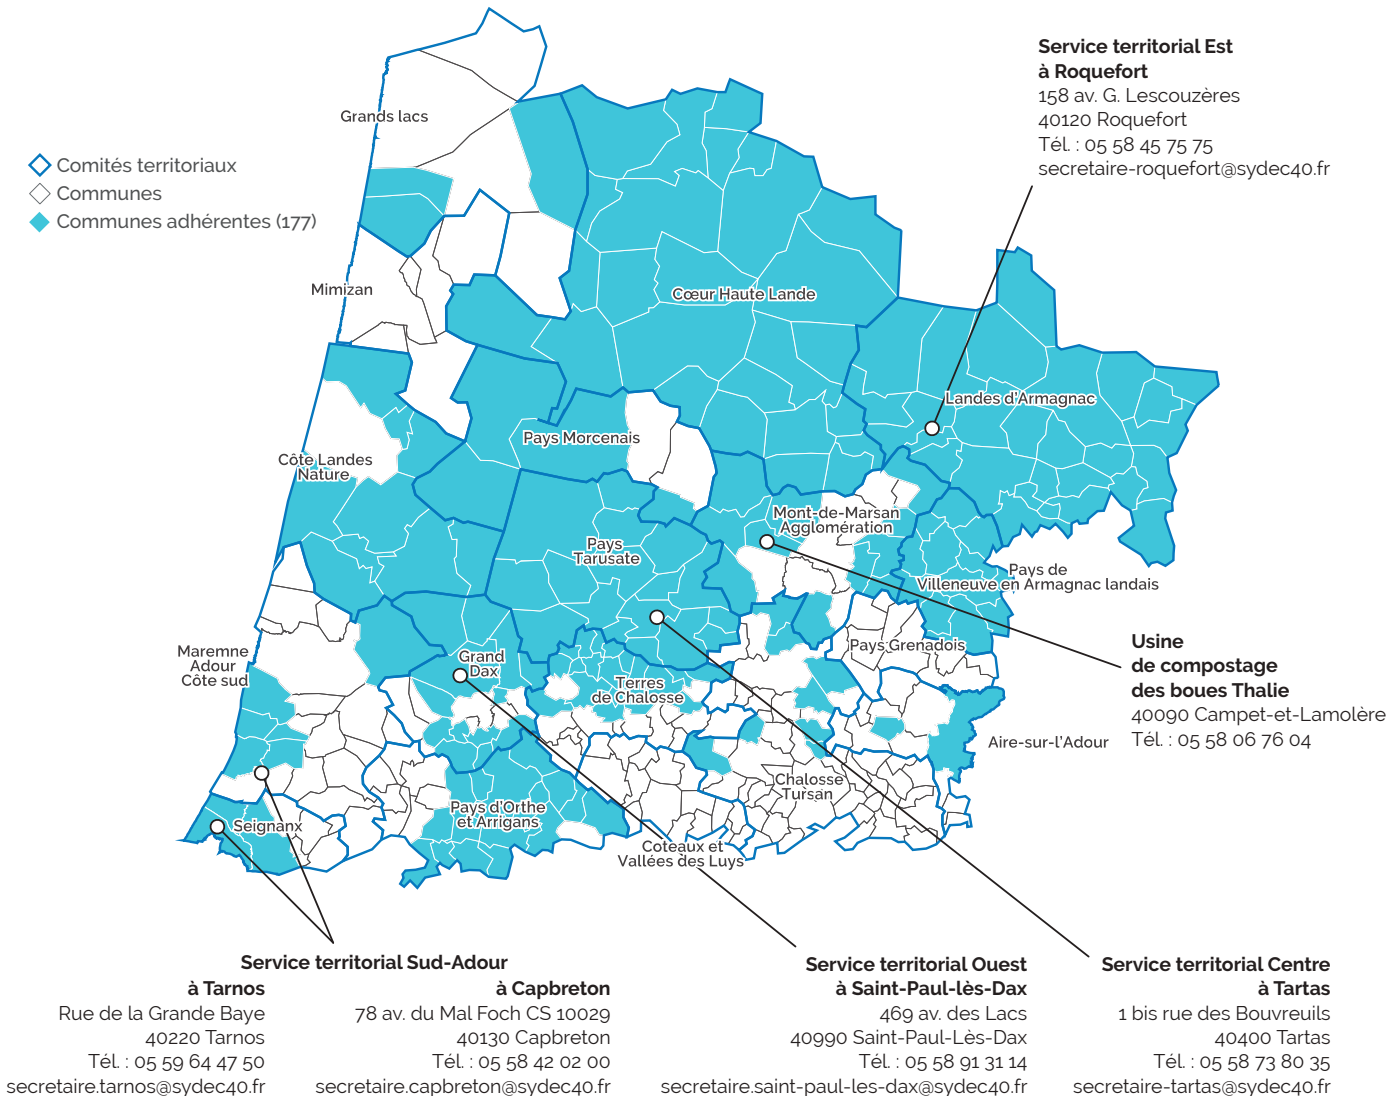 Service territorial Est
à Roquefort
158 av. G. Lescouzères
40120 Roquefort
Tél. : 05 58 45 75 75
secretaire-roquefort@sydec40.fr
Comités territoriaux
Communes
Communes adhérentes (177)
Grands lacs
Mimizan
Cœur Haute Lande
Landes d'Armagnac
Pays Morcenais
Côte Landes
Nature
Mont-de-Marsan
Agglomération
Pays
Tarusate
Pays de
Villeneuve en Armagnac landais
Maremne
Adour
Côte sud
Grand
Dax
Pays Grenadois
Terres
de Chalosse
Aire-sur-l'Adour
Chalosse
Tursan
Pays d'Orthe
et Arrigans
Seignanx
Coteaux et
Vallées des Luys
Usine
de compostage
des boues Thalie
40090 Campet-et-Lamolère
Tél. : 05 58 06 76 04
Service territorial Sud-Adour
à Tarnos
Rue de la Grande Baye
40220 Tarnos
Tél. : 05 59 64 47 50
secretaire.tarnos@sydec40.fr
à Capbreton
78 av. du Mal Foch CS 10029
40130 Capbreton
Tél. : 05 58 42 02 00
secretaire.capbreton@sydec40.fr
Service territorial Ouest
à Saint-Paul-lès-Dax
469 av. des Lacs
40990 Saint-Paul-Lès-Dax
Tél. : 05 58 91 31 14
secretaire.saint-paul-les-dax@sydec40.fr
Service territorial Centre
à Tartas
1 bis rue des Bouvreuils
40400 Tartas
Tél. : 05 58 73 80 35
secretaire-tartas@sydec40.fr